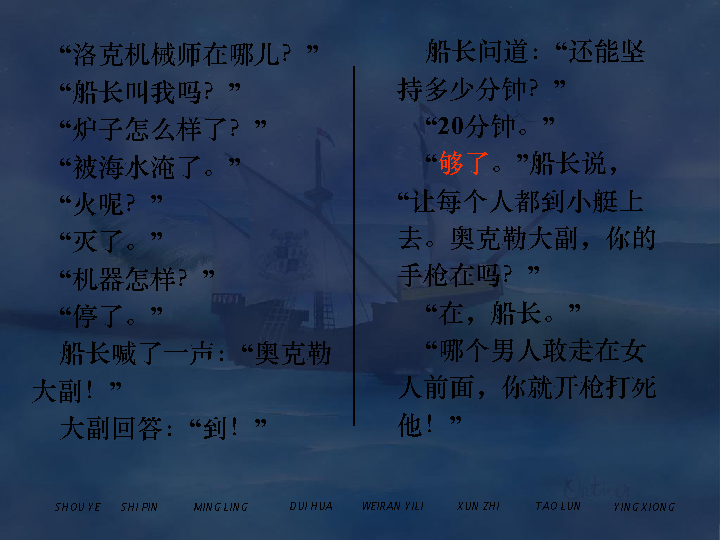 “洛克机械师在哪儿？”
“船长叫我吗？”
“炉子怎么样了？”
“被海水淹了。”
“火呢？”
“灭了。”
“机器怎样？”
“停了。”
船长喊了一声：“奥克勒
大副！”
大副回答：“到！”
船长问道：“还能坚
持多少分钟？”
“20分钟。”
“够了。”船长说，
“让每个人都到小艇上
去。奥克勒大副，你的
手枪在吗？”
“在，船长。”
“哪个男人敢走在女
人前面，你就开枪打死
他！”
SHOU YE SHI PIN MING LING DUI HUA WEIRAN YI LI XUN ZHI TAO LUN YING XIONG